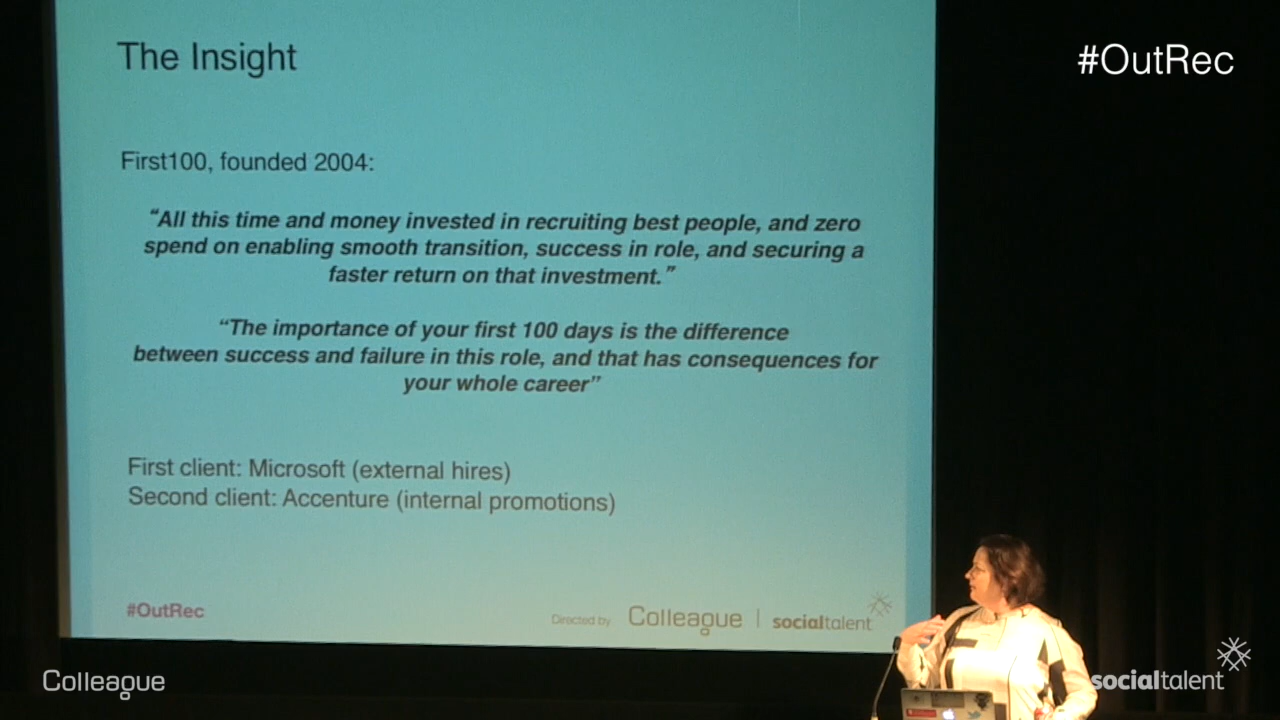 The Insight
#OutRec
First100, founded 2004:
“All this time and money invested in recruiting best people, and zero
spend on enabling smooth transition, success in role, and securing a
faster return on that investment.”
“The importance of your first 100 days is the difference
between success and failure in this role, and that has consequences for
your whole career”
First client: Microsoft (external hires)
Second client: Accenture (internal promotions)
#OutRec
Directed by Colleague | socialtalent
Colleague
socialtalent